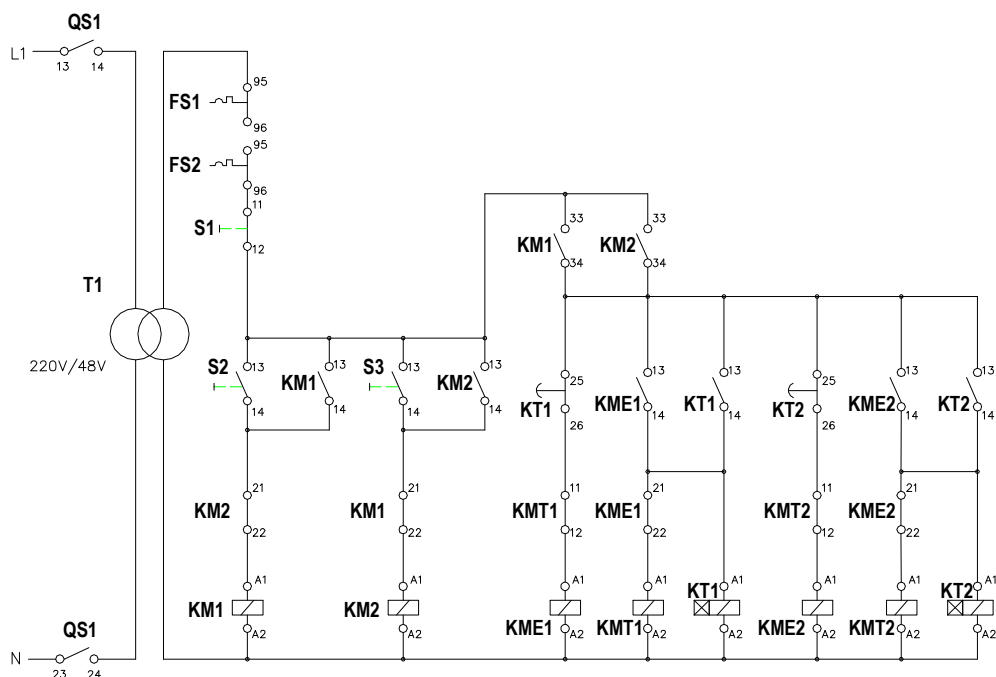 QS1
L1
13 14
95
FS1
96
95
FS2
96
11
S1
12
33 33
KM1 KM2
34 34
T1
220V/48V
S2 13 13 S3 13 13 25 13 13 25 13 13
KM1 KM2 KT1 KME1 KT1 KT2 KME2 KT2
14 14 14 14 26 14 14 26 14 14
21 21 11 21 11 21
KM2 KM1 KMT1 KME1 KMT2 KME2
22 22 12 22 12 22
A1 A1 A1 A1 A1 A1 A1 A1
KT1 KT2
KM1 KM2 KME1 KMT1 KME2 KMT2
A2 A2 A2 A2 A2 A2 A2 A2
QS1
N
23 24